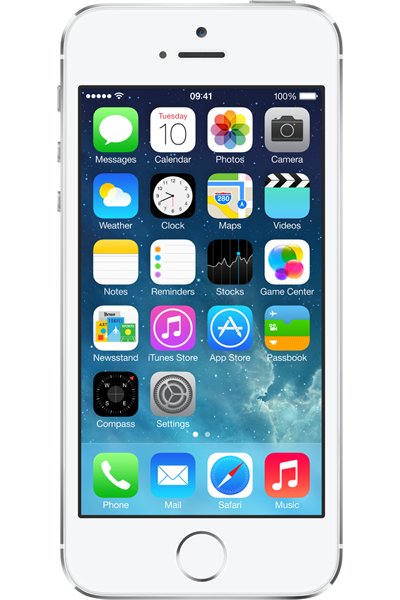 09:41 100%
Tuesday
10
Messages Calendar Photos Camera
280
Weather Clock Maps Videos
Notes Reminders Stocks Game Center
Newsstand iTunes Store App Store Passbook
N
W E
S
Compass Settings
Phone Mail Safari Music